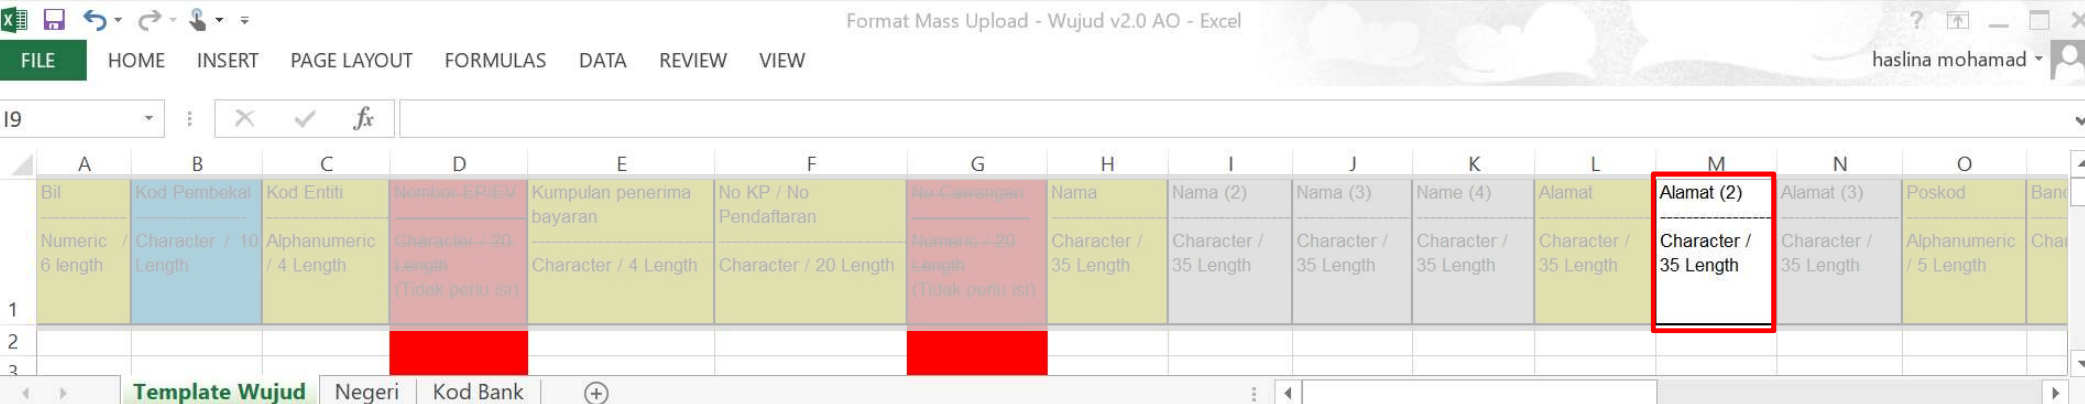 Format Mass Upload - Wujud v2.0 AO - Excel
?
FILE HOME INSERT PAGE LAYOUT FORMULAS DATA REVIEW VIEW
haslina mohamad
I9
fx
A B C D E F G H I J K L M N O
Bil
Numeric /
6 length
Kod Pembekal
Character / 10
Length
Kod Entiti
Alphanumeric
/ 4 Length
Nombor EP/EV
Character / 20
Length
(Tidak perlu isi)
Kumpulan penerima
bayaran
Character / 4 Length
No KP / No
Pendaftaran
Character / 20 Length
No Cawangan
Numeric / 20
Length
(Tidak perlu isi)
Nama
Character /
35 Length
Nama (2)
Character /
35 Length
Nama (3)
Character /
35 Length
Name (4)
Character /
35 Length
Alamat
Character /
35 Length
Alamat (2)
Character /
35 Length
Alamat (3)
Character /
35 Length
Poskod
Alphanumeric
/ 5 Length
1
2
3
Template Wujud Negeri Kod Bank